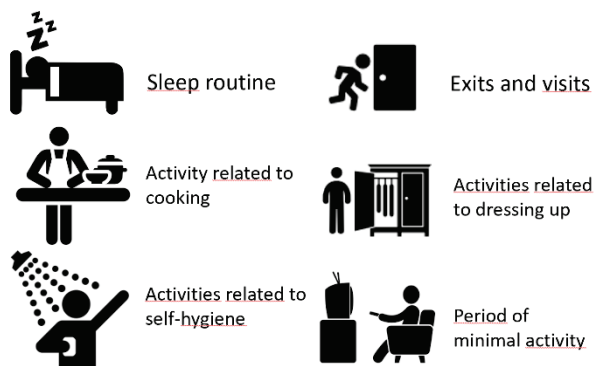 Sleep routine
Exits and visits
Activity related to
cooking
Activities related
to dressing up
Activities related to
self-hygiene
Period of
minimal activity